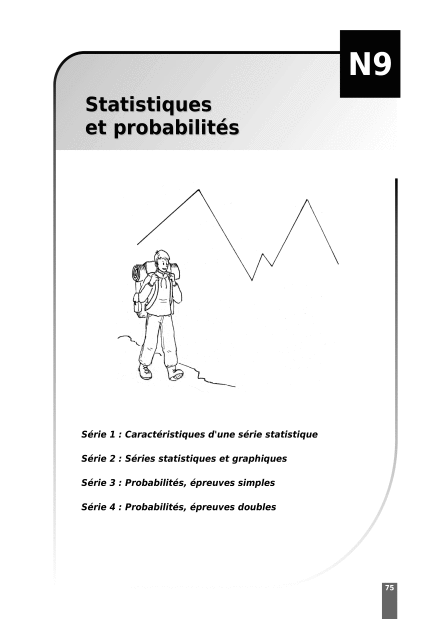 N9
Statistiques
et probabilités
Série 1 : Caractéristiques d'une série statistique
Série 2 : Séries statistiques et graphiques
Série 3 : Probabilités, épreuves simples
Série 4 : Probabilités, épreuves doubles
75